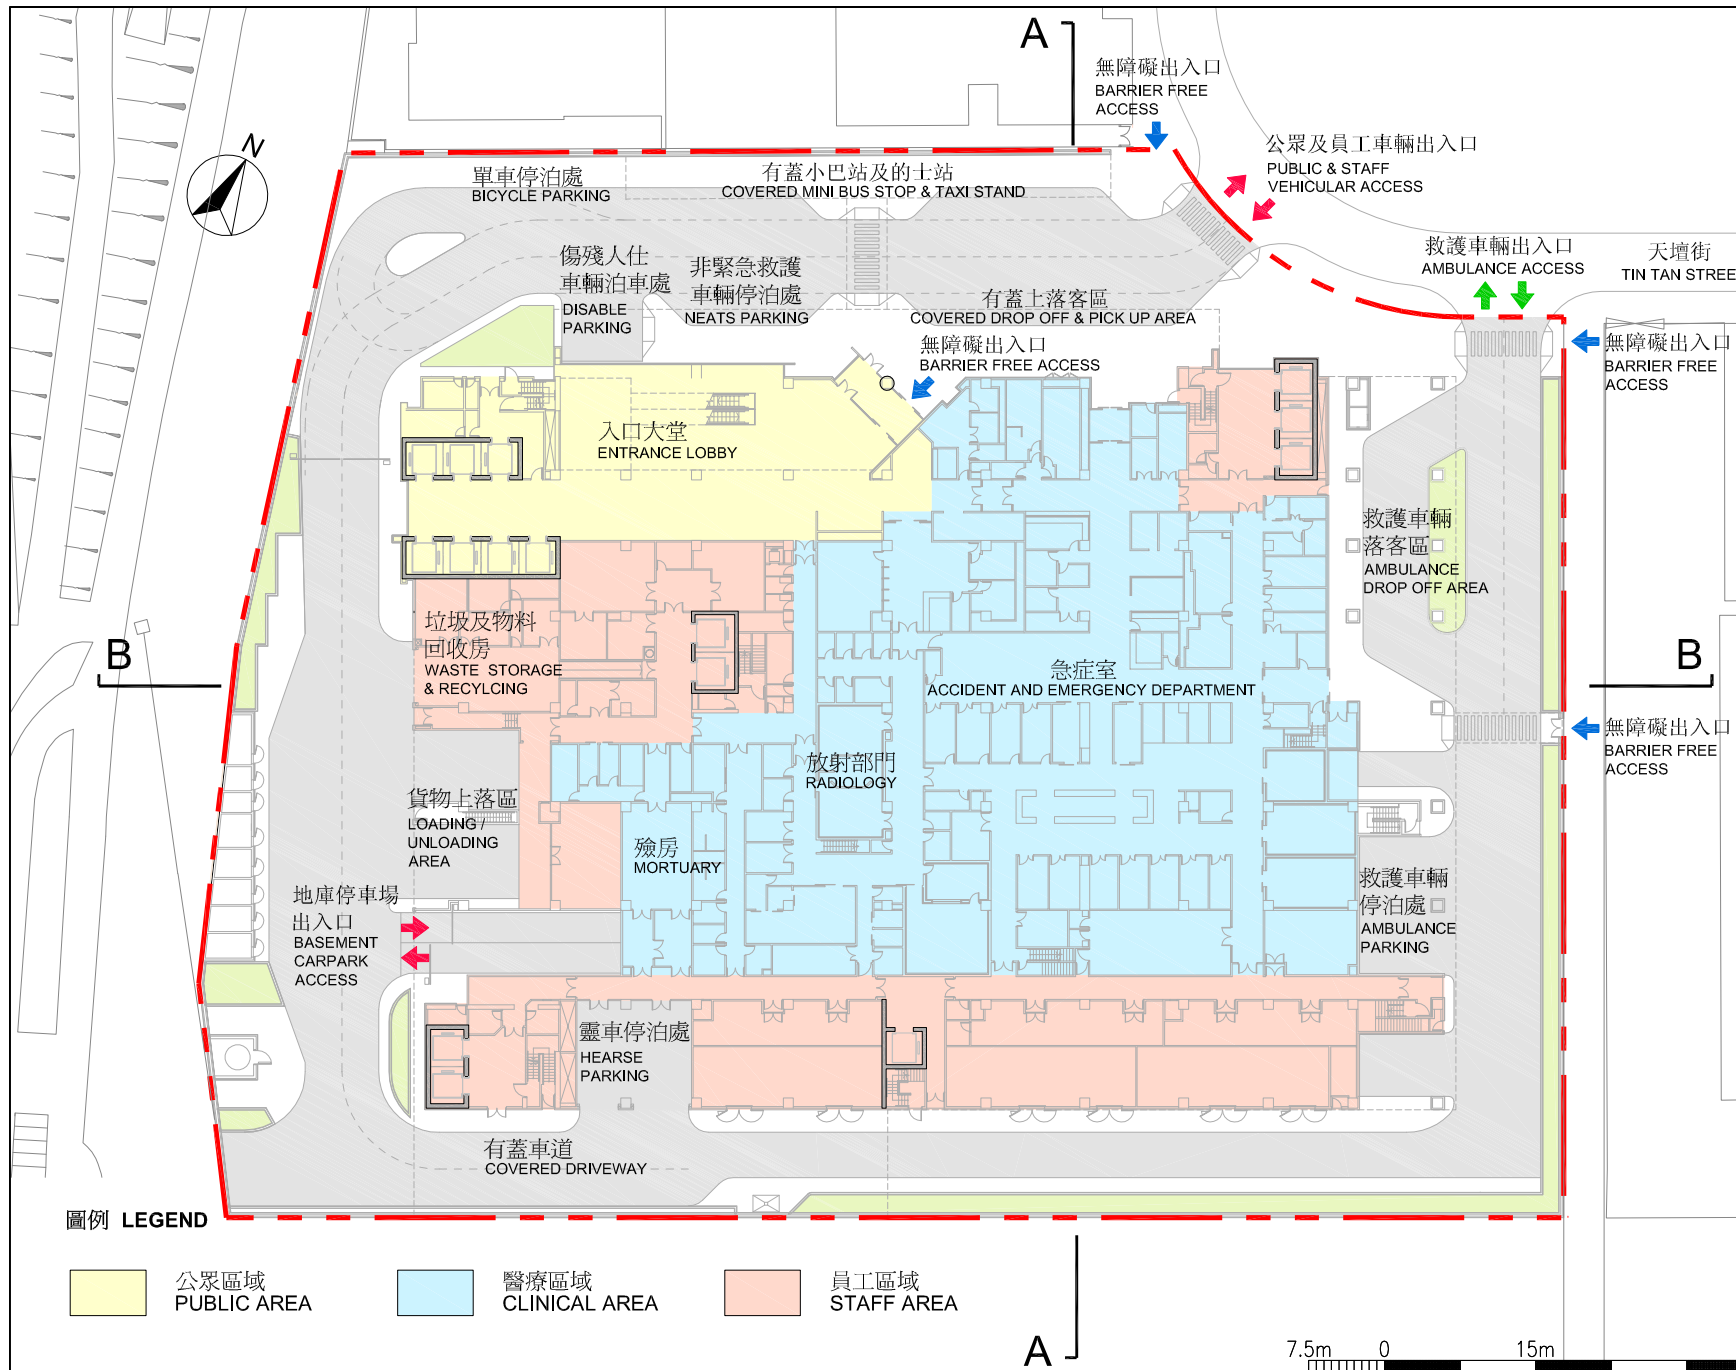 A
無障礙出入口
BARRIER FREE
ACCESS
公眾及員工車輛出入口
PUBLIC & STAFF
VEHICULAR ACCESS
N
單車停泊處
BICYCLE PARKING
有蓋小巴站及的士站
COVERED MINI BUS STOP & TAXI STAND
救護車輛出入口
AMBULANCE ACCESS
天壇街
TIN TAN STREE
傷殘人仕
車輛泊車處
DISABLE
PARKING
非緊急救護
車輛停泊處
NEATS PARKING
有蓋上落客區
COVERED DROP OFF & PICK UP AREA
無障礙出入口
BARRIER FREE ACCESS
無障礙出入口
BARRIER FREE
ACCESS
入口大堂
ENTRANCE LOBBY
救護車輛
落客區
AMBULANCE
DROP OFF AREA
垃圾及物料
回收房
WASTE STORAGE
& RECYLCING
B
急症室
ACCIDENT AND EMERGENCY DEPARTMENT
B
無障礙出入口
BARRIER FREE
ACCESS
放射部門
RADIOLOGY
貨物上落區
LOADING /
UNLOADING
AREA
殮房
MORTUARY
地庫停車場
出入口
BASEMENT
CARPARK
ACCESS
救護車輛
停泊處
AMBULANCE
PARKING
靈車停泊處
HEARSE
PARKING
有蓋車道
COVERED DRIVEWAY
圖例 LEGEND
公眾區域
PUBLIC AREA
醫療區域
CLINICAL AREA
員工區域
STAFF AREA
A
7.5m 0 15m